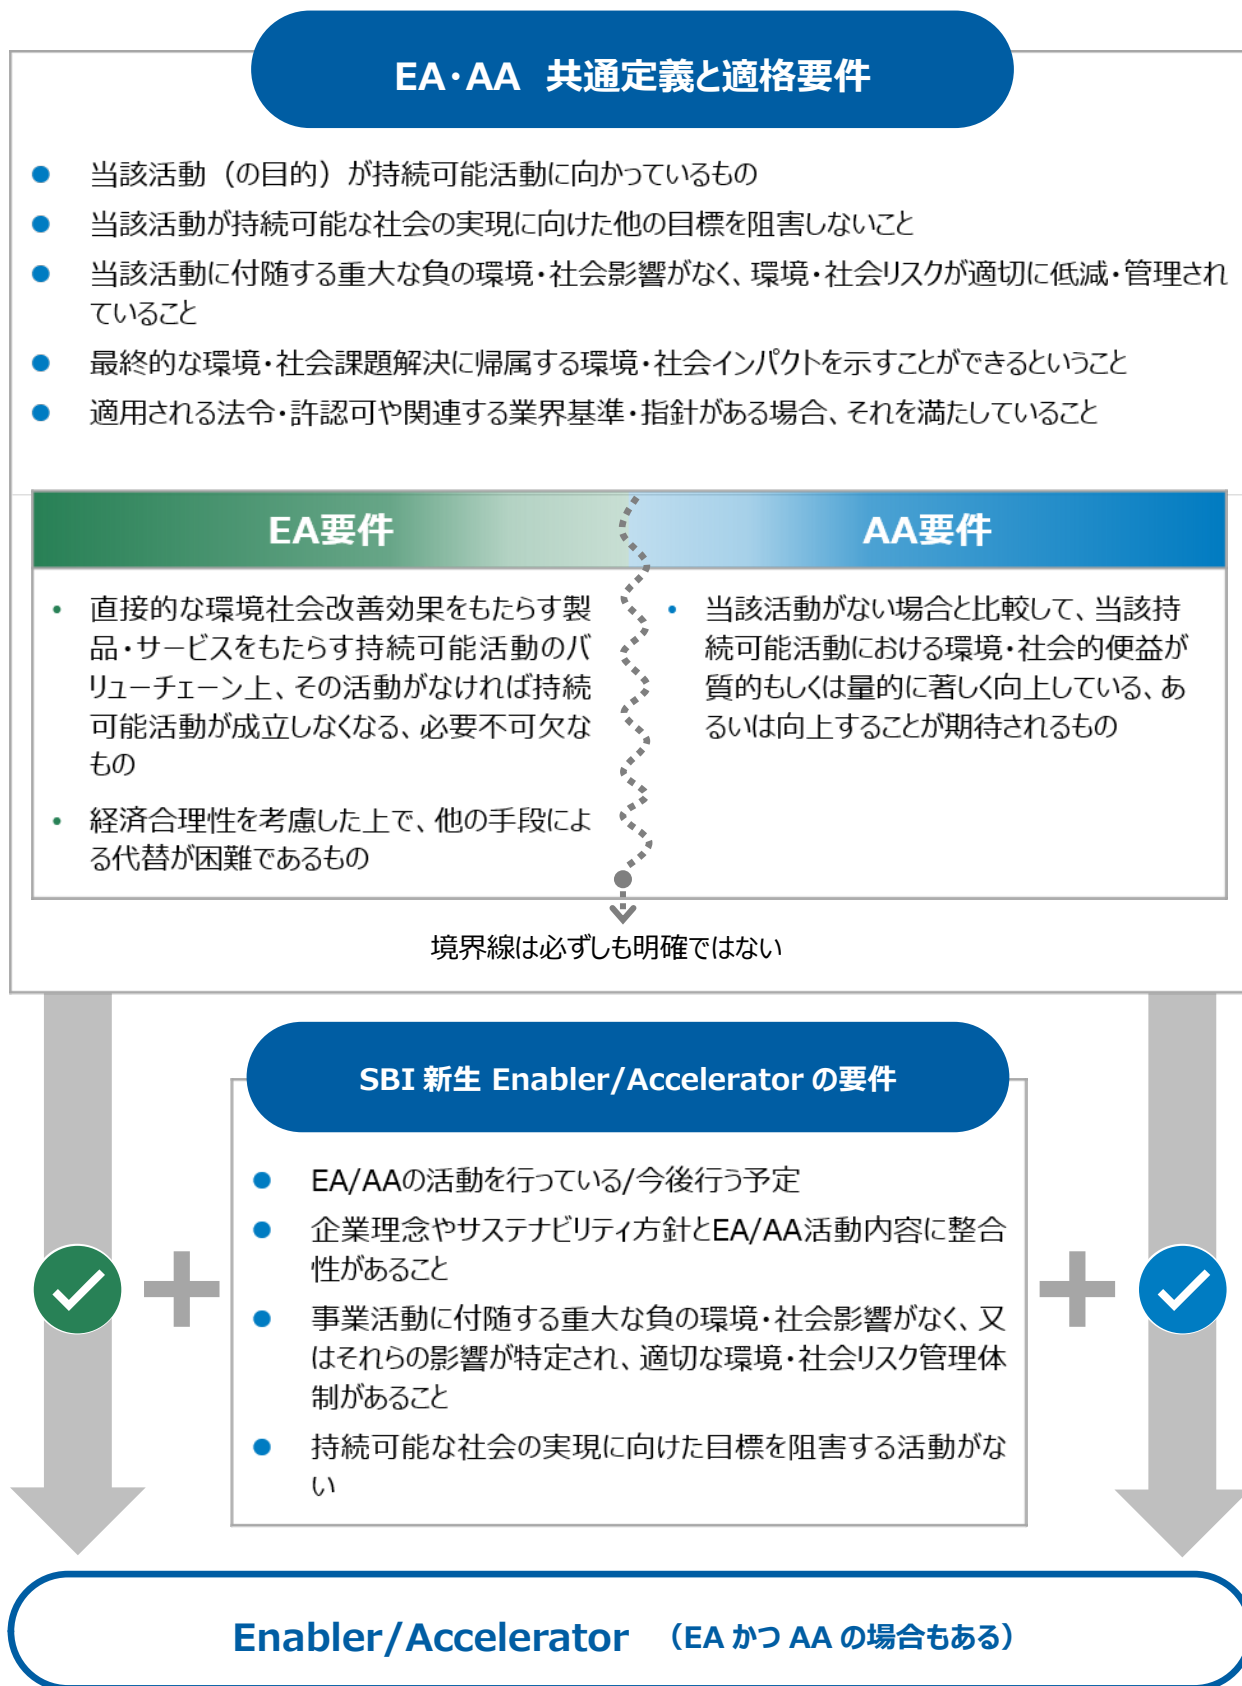 EA・AA 共通定義と適格要件
● 当該活動（の目的）が持続可能活動に向かっているもの
● 当該活動が持続可能な社会の実現に向けた他の目標を阻害しないこと
● 当該活動に付随する重大な負の環境・社会影響がなく、環境・社会リスクが適切に低減・管理され
ていること
● 最終的な環境・社会課題解決に帰属する環境・社会インパクトを示すことができるということ
● 適用される法令・許認可や関連する業界基準・指針がある場合、それを満たしていること
EA要件
• 直接的な環境社会改善効果をもたらす製
品・サービスをもたらす持続可能活動のバ
リューチェーン上、その活動がなければ持続
可能活動が成立しなくなる、必要不可欠な
もの
• 経済合理性を考慮した上で、他の手段によ
る代替が困難であるもの
AA要件
• 当該活動がない場合と比較して、当該持
続可能活動における環境・社会的便益が
質的もしくは量的に著しく向上している、あ
るいは向上することが期待されるもの
境界線は必ずしも明確ではない
SBI 新生 Enabler/Accelerator の要件
● EA/AAの活動を行っている/今後行う予定
● 企業理念やサステナビリティ方針とEA/AA活動内容に整合
性があること
● 事業活動に付随する重大な負の環境・社会影響がなく、又
はそれらの影響が特定され、適切な環境・社会リスク管理体
制があること
● 持続可能な社会の実現に向けた目標を阻害する活動がな
い
Enabler/Accelerator （EA かつ AA の場合もある）